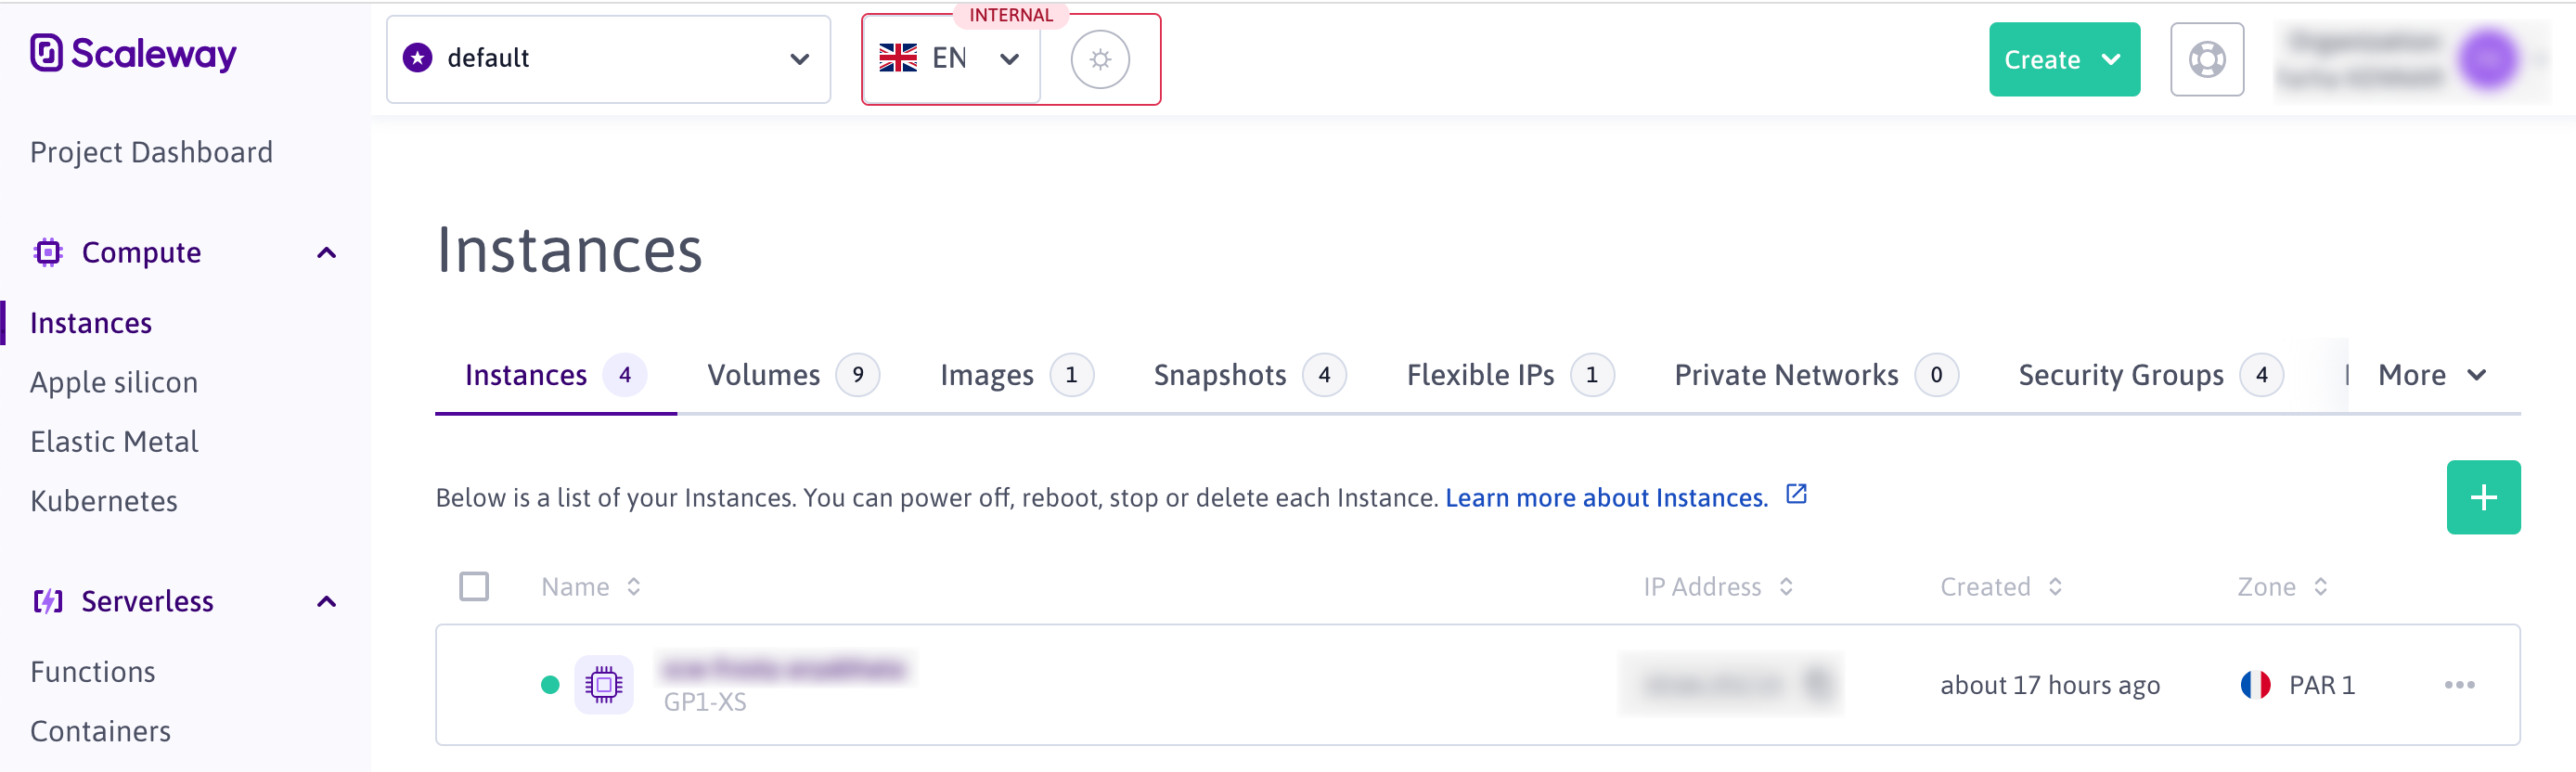 Scaleway
default
INTERNAL
EN
Create
Project Dashboard
Compute
Instances
Apple silicon
Elastic Metal
Kubernetes
Serverless
Functions
Containers
Instances
Instances 4 Volumes 9 Images 1 Snapshots 4 Flexible IPs 1 Private Networks 0 Security Groups 4 More
Below is a list of your Instances. You can power off, reboot, stop or delete each Instance. Learn more about Instances.
Name IP Address Created Zone
GP1-XS
about 17 hours ago PAR 1